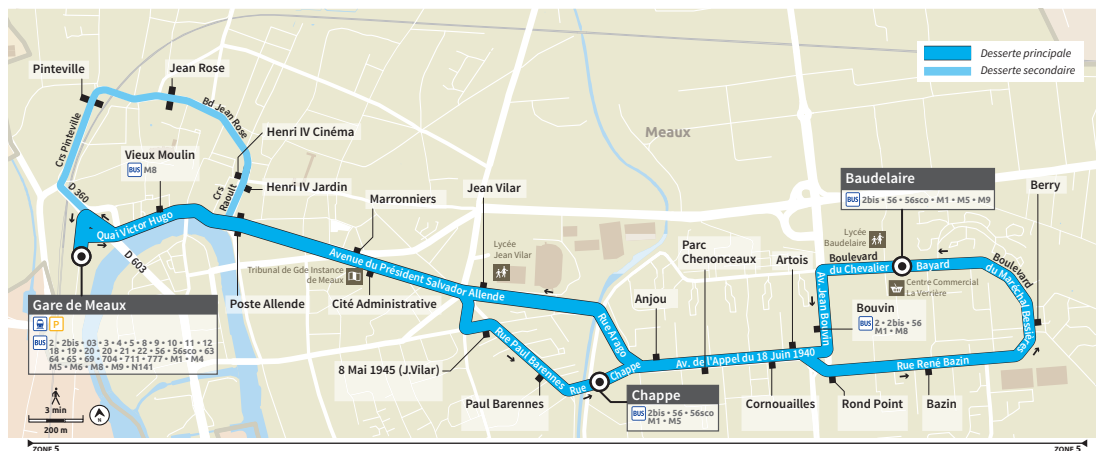 Desserte principale
Desserte secondaire
Pinteville
Jean Rose
Crs Pinteville
Bd Jean Rose
Henri IV Cinéma
Meaux
Vieux Moulin
BUS M8
Crs
Raoult
Henri IV Jardin
D 360
Marronniers
Jean Vilar
Baudelaire
BUS 2bis • 56 • 56sco • M1 • M5 • M9
Berry
Quai Victor Hugo
D 603
Lycée
Jean Vilar
Parc
Chenonceaux
Artois
Lycée
Baudelaire
Boulevard
du Chevalier Bayard
Boulevard
du Maréchal Bessières
Avenue du Président Salvador Allende
Tribunal de Gde Instance
de Meaux
Centre Commercial
La Verrière
Gare de Meaux
P
BUS 2 • 2bis • 03 • 3 • 4 • 5 • 8 • 9 • 10 • 11 • 12
18 • 19 • 20 • 20 • 21 • 22 • 56 • 56sco • 63
64 • 65 • 69 • 704 • 711 • 777 • M1 • M4
M5 • M6 • M8 • M9 • N141
Poste Allende
Cité Administrative
Anjou
Av. Jean Bouvin
Bouvin
BUS 2 • 2bis • 56
M1 • M8
Rue Arago
Rue Paul Barennes
8 Mai 1945 (J.Vilar)
Rue Chappe
Av. de l'Appel du 18 Juin 1940
Rue René Bazin
Paul Barennes
Chappe
BUS 2bis • 56 • 56sco
M1 • M5
Cornouailles
Rond Point
Bazin
3 min
200 m
N
ZONE 5
ZONE 5